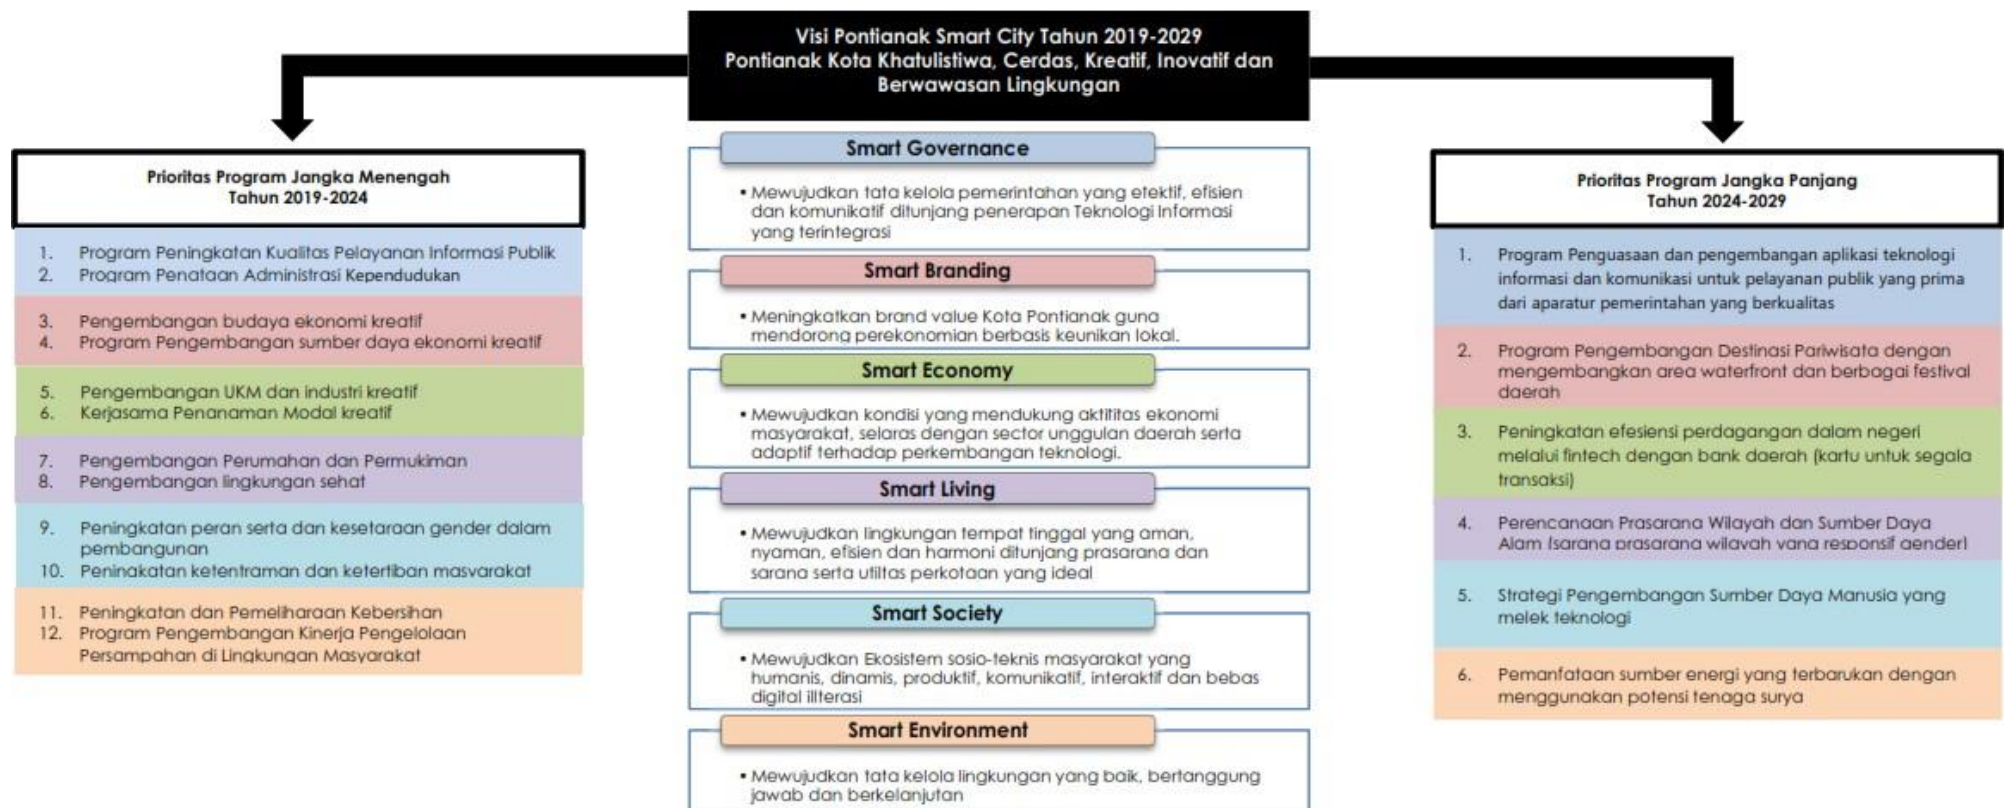 Visi Pontianak Smart City Tahun 2019-2029
Pontianak Kota Khatulistiwa, Cerdas, Kreatif, Inovatif dan
Berwawasan Lingkungan
Prioritas Program Jangka Menengah
Tahun 2019-2024
1. Program Peningkatan Kualitas Pelayanan Informasi Publik
2. Program Penataan Administrasi Kependudukan
3. Pengembangan budaya ekonomi kreatif
4. Program Pengembangan sumber daya ekonomi kreatif
5. Pengembangan UKM dan industri kreatif
6. Kerjasama Penanaman Modal kreatif
7. Pengembangan Perumahan dan Permukiman
8. Pengembangan lingkungan sehat
9. Peningkatan peran serta dan kesetaraan gender dalam
pembangunan
10. Peningkatan ketentraman dan ketertiban masyarakat
11. Peningkatan dan Pemeliharaan Kebersihan
12. Program Pengembangan Kinerja Pengelolaan
Persampahan di Lingkungan Masyarakat
Smart Governance
• Mewujudkan tata kelola pemerintahan yang efektif, efisien
dan komunikatif ditunjang penerapan Teknologi Informasi
yang terintegrasi
Smart Branding
• Meningkatkan brand value Kota Pontianak guna
mendorong perekonomian berbasis keunikan lokal.
Smart Economy
• Mewujudkan kondisi yang mendukung aktifitas ekonomi
masyarakat, selaras dengan sector unggulan daerah serta
adaptif terhadap perkembangan teknologi.
Smart Living
• Mewujudkan lingkungan tempat tinggal yang aman,
nyaman, efisien dan harmoni ditunjang prasarana dan
sarana serta utiltas perkotaan yang ideal
Smart Society
• Mewujudkan Ekosistem sosio-teknis masyarakat yang
humanis, dinamis, produktif, komunikatif, interaktif dan bebas
digital illterasi
Smart Environment
• Mewujudkan tata kelola lingkungan yang baik, bertanggung
jawab dan berkelanjutan
Prioritas Program Jangka Panjang
Tahun 2024-2029
1. Program Penguasaan dan pengembangan aplikasi teknologi
informasi dan komunikasi untuk pelayanan publik yang prima
dari aparatur pemerintahan yang berkualitas
2. Program Pengembangan Destinasi Pariwisata dengan
mengembangkan area waterfront dan berbagai festival
daerah
3. Peningkatan efesiensi perdagangan dalam negeri
melalui fintech dengan bank daerah (kartu untuk segala
transaksi)
4. Perencanaan Prasarana Wilayah dan Sumber Daya
Alam (sarana prasarana wilayah yang responsif gender)
5. Strategi Pengembangan Sumber Daya Manusia yang
melek teknologi
6. Pemanfataan sumber energi yang terbarukan dengan
menggunakan potensi tenaga surya